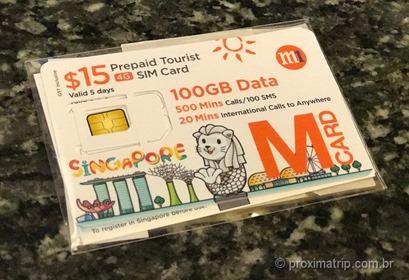 $15 Prepaid Tourist
4G SIM Card
Valid 5 days
m1
100GB Data
500 Mins Calls/100 SMS
20 Mins International Calls to Anywhere
SINGAPORE
M CARD
To register in Singapore before use.
© proximatrip.com.br